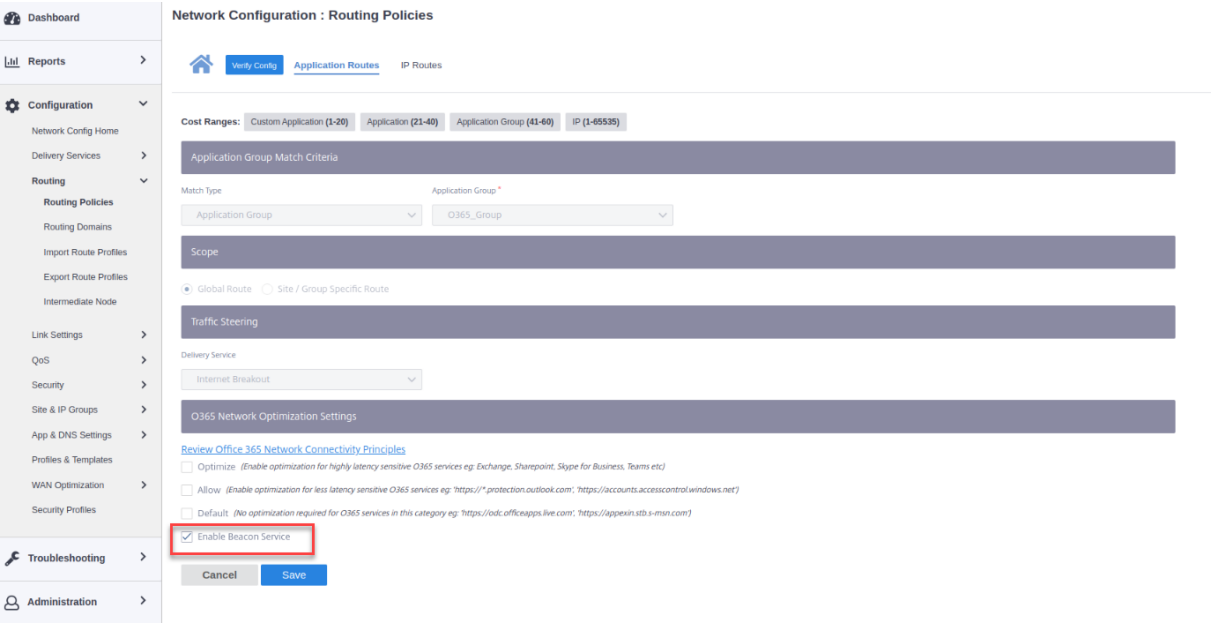 Dashboard
Reports
Configuration
Network Config Home
Delivery Services
Routing
Routing Policies
Routing Domains
Import Route Profiles
Export Route Profiles
Intermediate Node
Link Settings
QoS
Security
Site & IP Groups
App & DNS Settings
Profiles & Templates
WAN Optimization
Security Profiles
Troubleshooting
Administration
Network Configuration : Routing Policies
Verify Config Application Routes IP Routes
Cost Ranges: Custom Application (1-20) Application (21-40) Application Group (41-60) IP (1-65535)
Application Group Match Criteria
Match Type Application Group *
Application Group O365_Group
Scope
Global Route Site / Group Specific Route
Traffic Steering
Delivery Service
Internet Breakout
O365 Network Optimization Settings
Review Office 365 Network Connectivity Principles
Optimize (Enable optimization for highly latency sensitive O365 services eg: Exchange, Sharepoint, Skype for Business, Teams etc)
Allow (Enable optimization for less latency sensitive O365 services eg: 'https://*.protection.outlook.com', 'https://accounts.accesscontrol.windows.net')
Default (No optimization required for O365 services in this category eg: 'https://odc.officeapps.live.com', 'https://appexin.stb.s-msn.com')
Enable Beacon Service
Cancel Save